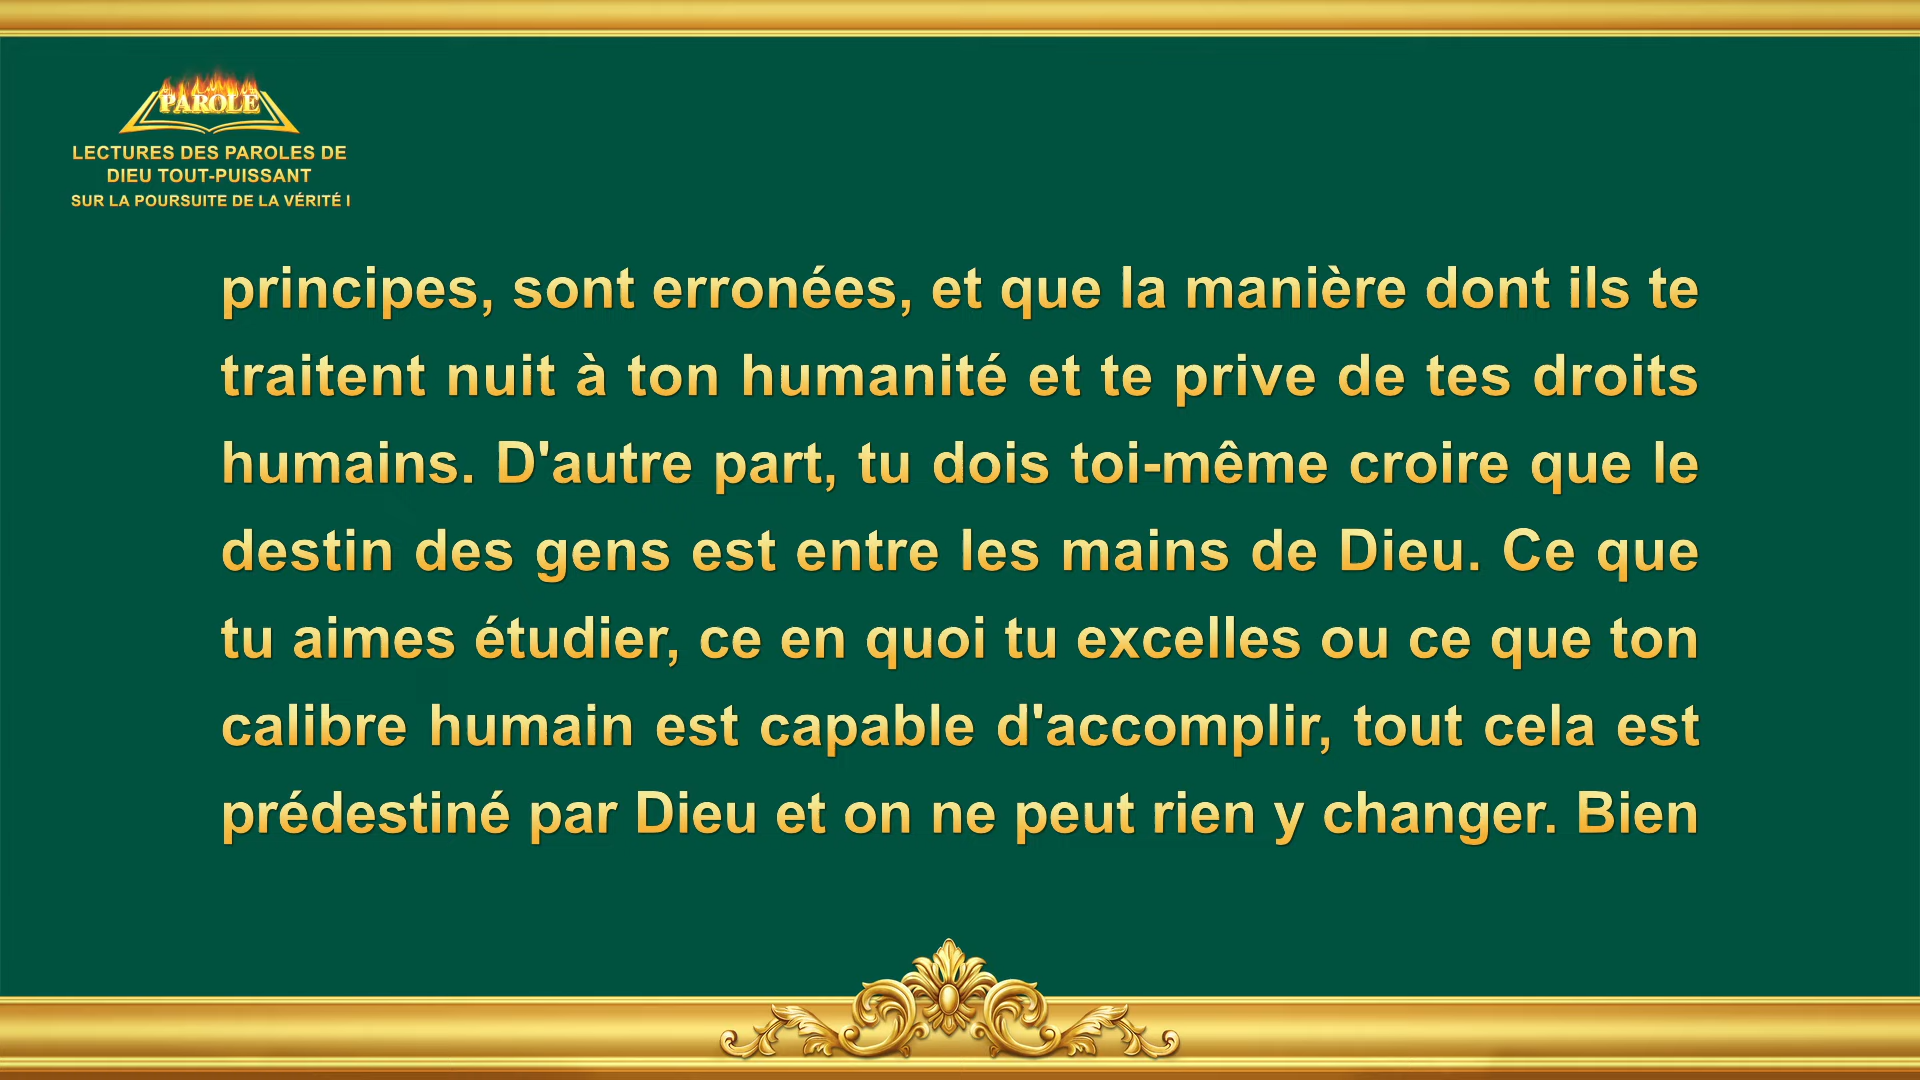 PAROLE
LECTURES DES PAROLES DE
DIEU TOUT-PUISSANT
SUR LA POURSUITE DE LA VÉRITÉ I
principes, sont erronées, et que la manière dont ils te
traitent nuit à ton humanité et te prive de tes droits
humains. D'autre part, tu dois toi-même croire que le
destin des gens est entre les mains de Dieu. Ce que
tu aimes étudier, ce en quoi tu excelles ou ce que ton
calibre humain est capable d'accomplir, tout cela est
prédestiné par Dieu et on ne peut rien y changer. Bien